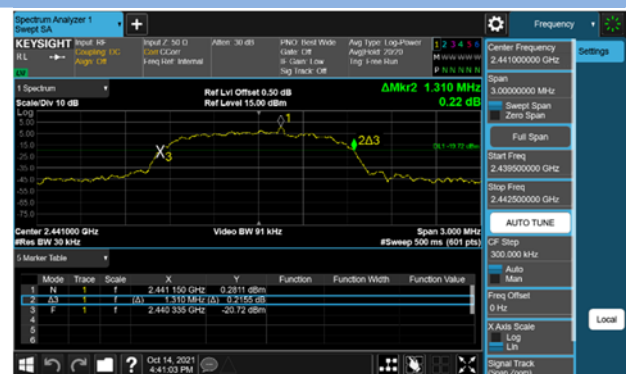 Spectrum Analyzer 1
Swept SA
+
Frequency
KEYSIGHT
RL
Input: RF
Coupling: DC
Align: Off
Input Z: 50 Ω
Corr CCorr
Freq Ref: Internal
Atten: 30 dB
PNO: Best Wide
Gate: Off
IF Gain: Low
Sig Track: Off
Avg Type: Log-Power
Avg|Hold: 20/20
Trig: Free Run
1 2 3 4 5 6
M W W W W W
P N N N N N
1 Spectrum
Scale/Div 10 dB
Ref Lvl Offset 0.50 dB
Ref Level 15.00 dBm
ΔMkr2 1.310 MHz
0.22 dB
Log
5.00
-5.00
-15.0
-25.0
-35.0
-45.0
-55.0
-65.0
-75.0
1
X3
2Δ3
DL1 -19.72 dBm
Center 2.441000 GHz
#Res BW 30 kHz
Video BW 91 kHz
Span 3.000 MHz
#Sweep 500 ms (601 pts)
5 Marker Table
Mode Trace Scale X Y Function Function Width Function Value
1 N 1 f 2.441 150 GHz 0.2811 dBm
2 Δ3 1 f (Δ) 1.310 MHz (Δ) 0.2155 dB
3 F 1 f 2.440 335 GHz -20.72 dBm
4
5
6
?
Oct 14, 2021
4:41:03 PM
Center Frequency
2.441000000 GHz
Span
3.00000000 MHz
Swept Span
Zero Span
Full Span
Start Freq
2.439500000 GHz
Stop Freq
2.442500000 GHz
AUTO TUNE
CF Step
300.000 kHz
Auto
Man
Freq Offset
0 Hz
X Axis Scale
Log
Lin
Signal Track
(Span Zoom)
Settings
Local